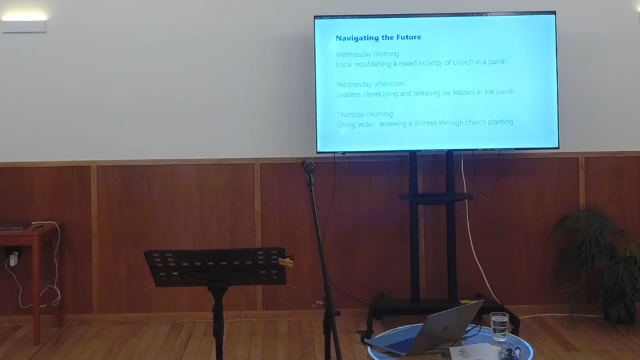 Navigating the Future
Wednesday morning
Local: establishing a mixed ecology of church in a parish
Wednesday afternoon:
Leaders: developing and releasing lay leaders in the parish
Thursday morning:
Going wider: renewing a diocese through church planting